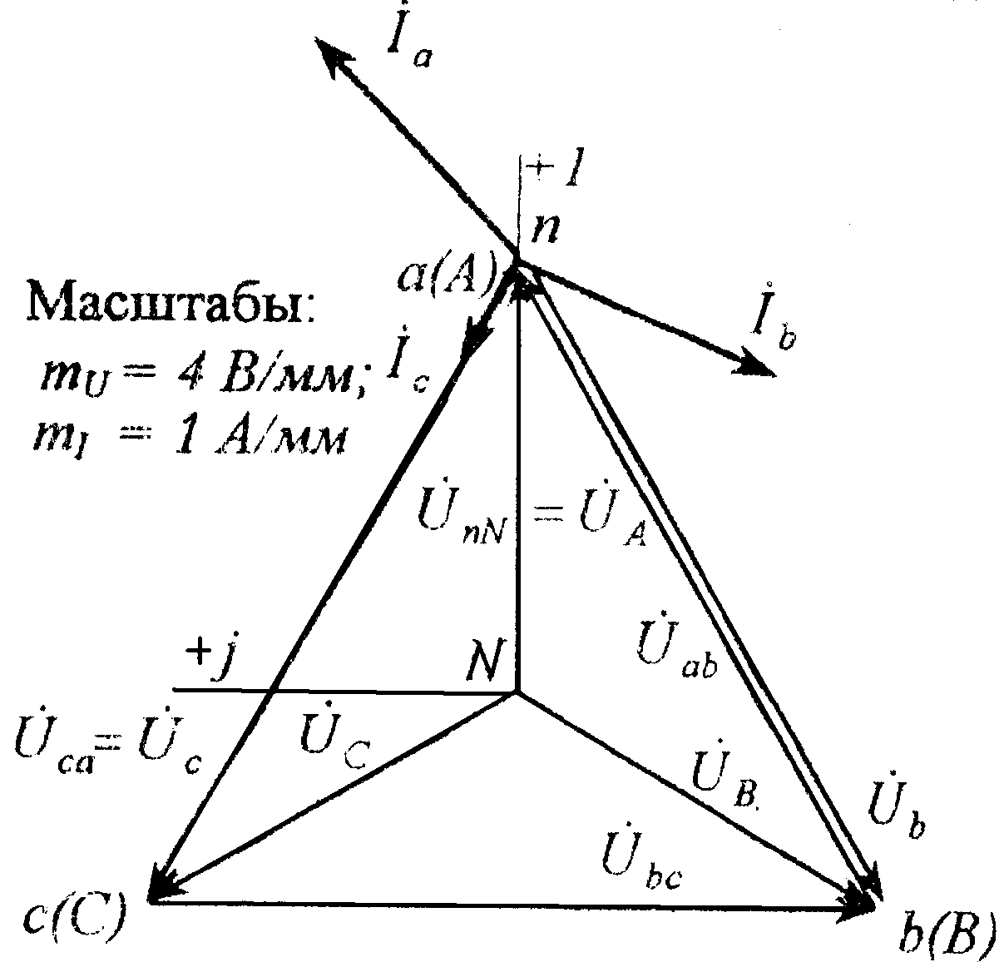 İₐ
+1
n
a(A)
Масштабы:
m_U = 4 В/мм;
m_I = 1 А/мм
İ_c
İ_b
U̇_nN = U̇_A
U̇_ab
+j
N
U̇_ca = U̇_c
U̇_C
U̇_B
U̇_b
U̇_bc
c(C)
b(B)